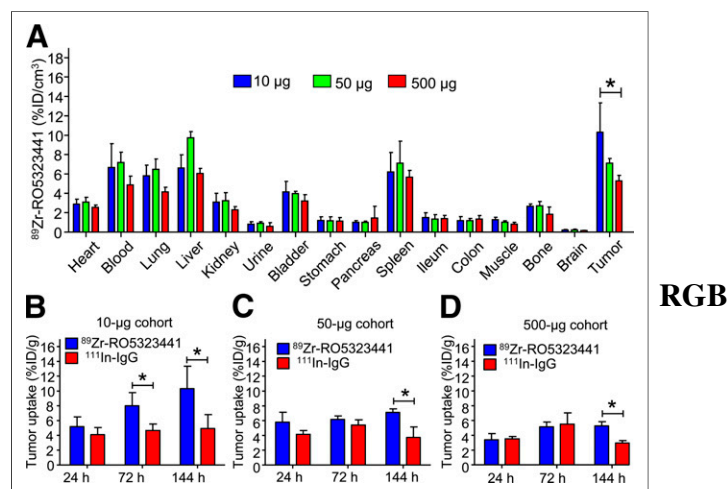 A
18
16
14
12
10
8
6
4
2
0
⁸⁹Zr-RO5323441 (%ID/cm³)
10 µg 50 µg 500 µg
*
Heart Blood Lung Liver Kidney Urine Bladder Stomach Pancreas Spleen Ileum Colon Muscle Bone Brain Tumor
RGB
B
10-µg cohort
⁸⁹Zr-RO5323441
¹¹¹In-IgG
Tumor uptake (%ID/g)
16
14
12
10
8
6
4
2
0
* *
24 h 72 h 144 h
C
50-µg cohort
⁸⁹Zr-RO5323441
¹¹¹In-IgG
Tumor uptake (%ID/g)
16
14
12
10
8
6
4
2
0
*
24 h 72 h 144 h
D
500-µg cohort
⁸⁹Zr-RO5323441
¹¹¹In-IgG
Tumor uptake (%ID/g)
16
14
12
10
8
6
4
2
0
*
24 h 72 h 144 h